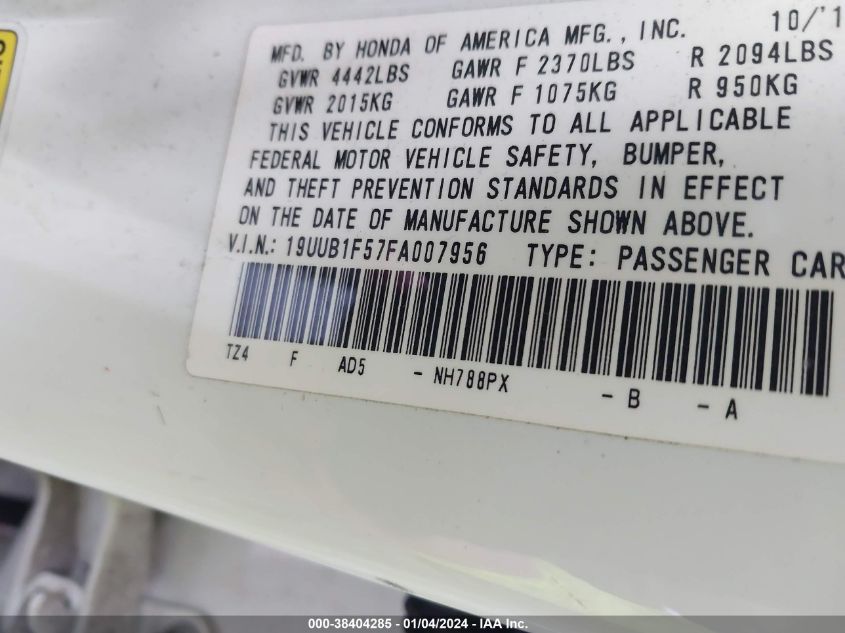 10/'1
MFD. BY HONDA OF AMERICA MFG., INC.
GVWR 4442LBS GAWR F 2370LBS R 2094LBS
GVWR 2015KG GAWR F 1075KG R 950KG
THIS VEHICLE CONFORMS TO ALL APPLICABLE
FEDERAL MOTOR VEHICLE SAFETY, BUMPER,
AND THEFT PREVENTION STANDARDS IN EFFECT
ON THE DATE OF MANUFACTURE SHOWN ABOVE.
V.I.N.: 19UUB1F57FA007956 TYPE: PASSENGER CAR
TZ4 F AD5 - NH788PX - B - A
000-38404285 - 01/04/2024 - IAA Inc.